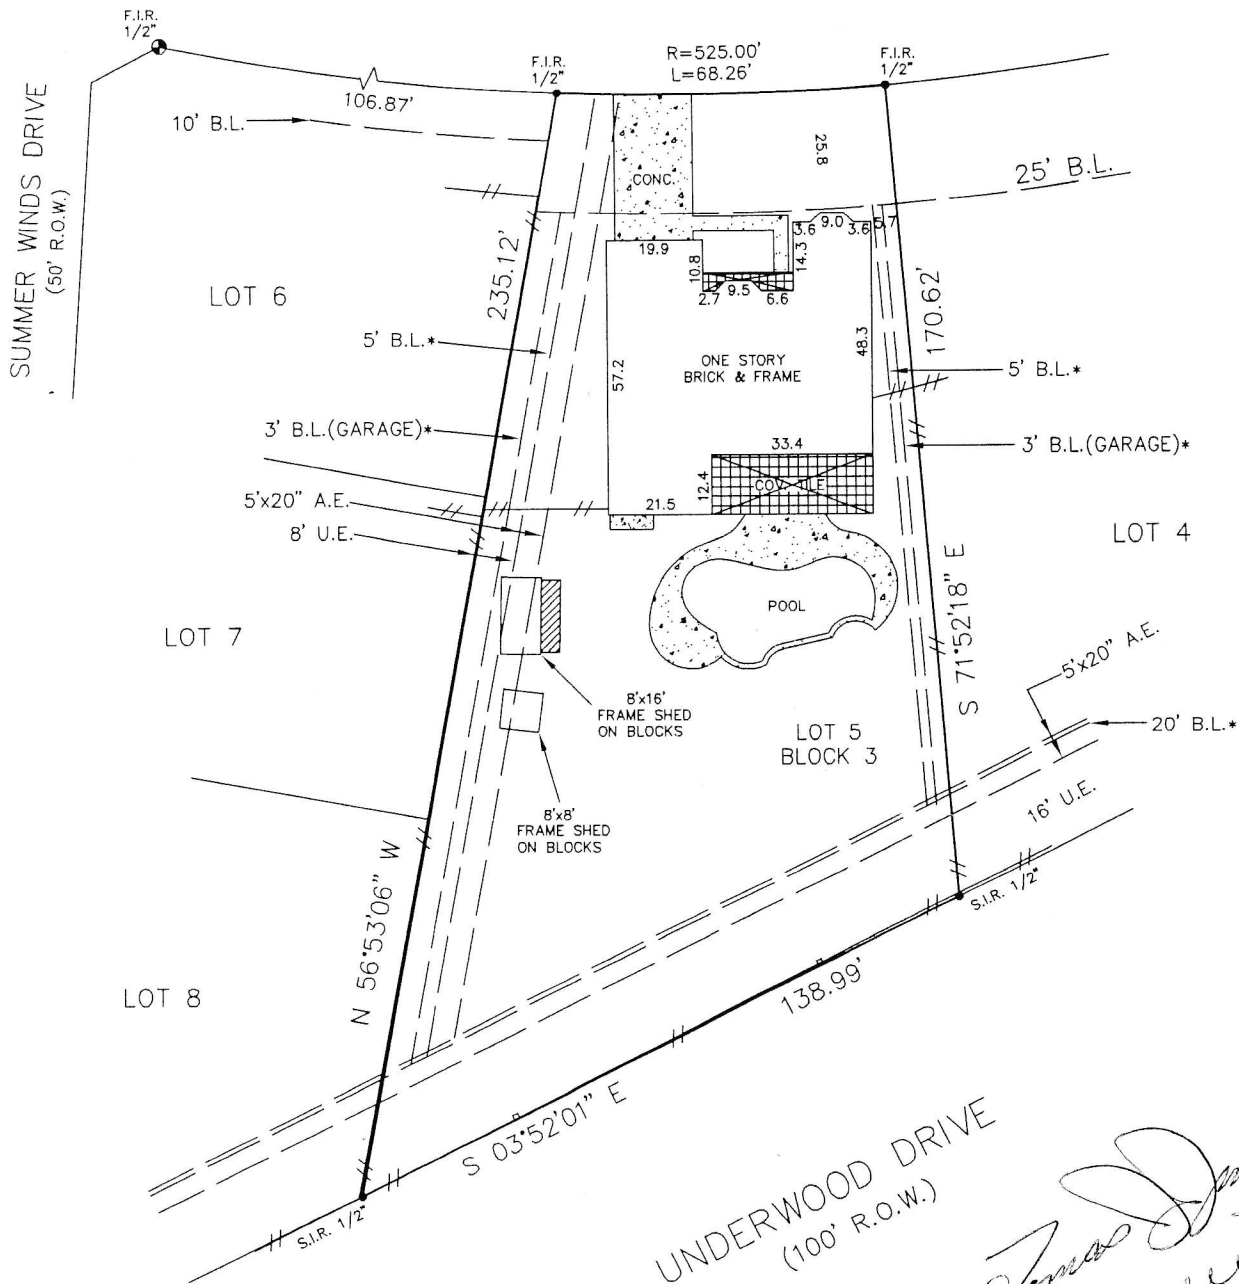 F.I.R.
1/2"
F.I.R.
1/2"
R=525.00'
L=68.26'
F.I.R.
1/2"
106.87'
10' B.L.
SUMMER WINDS DRIVE
(50' R.O.W.)
25.8
CONC.
25' B.L.
3.6
9.0
3.6
5.7
19.9
10.8
14.3
2.7
9.5
6.6
235.12'
170.62'
LOT 6
5' B.L.*
57.2
ONE STORY
BRICK & FRAME
48.3
5' B.L.*
3' B.L.(GARAGE)*
3' B.L.(GARAGE)*
33.4
12.4
COV. TILE
5'x20" A.E.
21.5
8' U.E.
LOT 4
POOL
LOT 7
S 71°52'18" E
5'x20" A.E.
8'x16'
FRAME SHED
ON BLOCKS
LOT 5
BLOCK 3
20' B.L.*
16' U.E.
8'x8'
FRAME SHED
ON BLOCKS
N 56°53'06" W
S.I.R. 1/2"
LOT 8
138.99'
S 03°52'01" E
S.I.R. 1/2"
UNDERWOOD DRIVE
(100' R.O.W.)